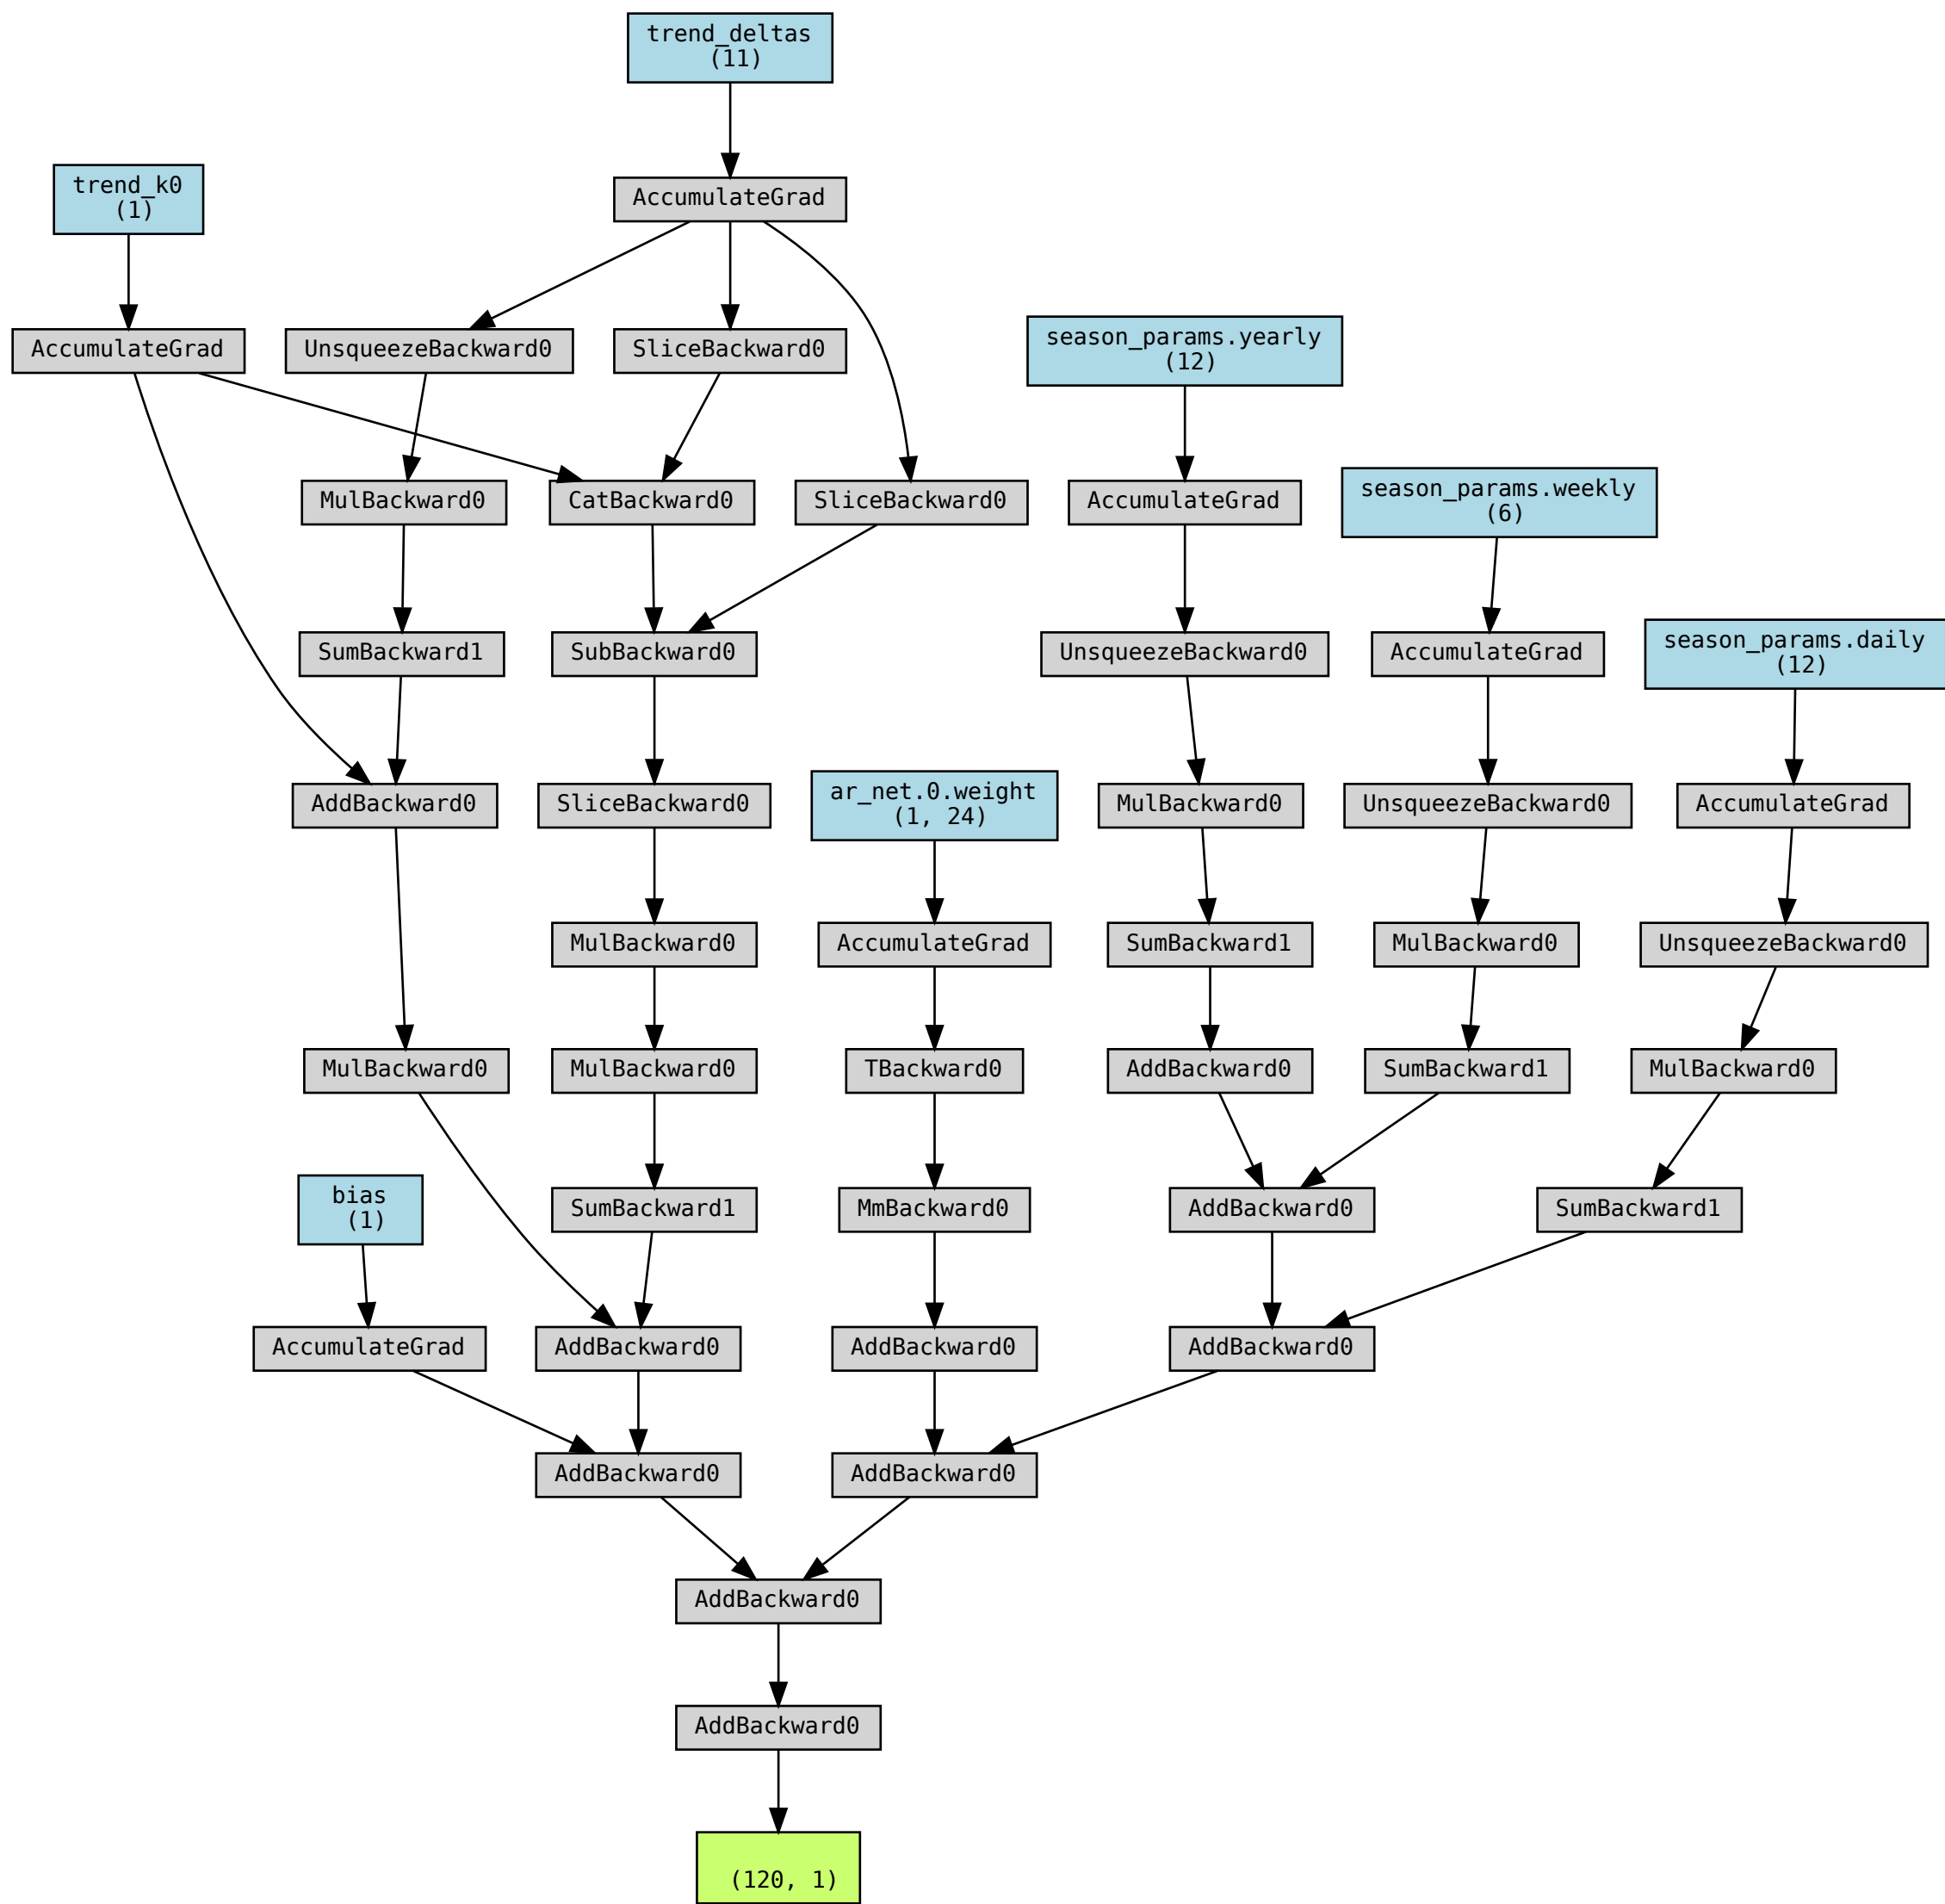 trend_deltas
(11)
trend_k0
(1)
AccumulateGrad
AccumulateGrad
UnsqueezeBackward0
SliceBackward0
season_params.yearly
(12)
MulBackward0
CatBackward0
SliceBackward0
AccumulateGrad
season_params.weekly
(6)
SumBackward1
SubBackward0
UnsqueezeBackward0
AccumulateGrad
season_params.daily
(12)
AddBackward0
SliceBackward0
ar_net.0.weight
(1, 24)
MulBackward0
UnsqueezeBackward0
AccumulateGrad
MulBackward0
AccumulateGrad
SumBackward1
MulBackward0
UnsqueezeBackward0
MulBackward0
MulBackward0
TBackward0
AddBackward0
SumBackward1
MulBackward0
bias
(1)
SumBackward1
MmBackward0
AddBackward0
SumBackward1
AccumulateGrad
AddBackward0
AddBackward0
AddBackward0
AddBackward0
AddBackward0
AddBackward0
AddBackward0
(120, 1)